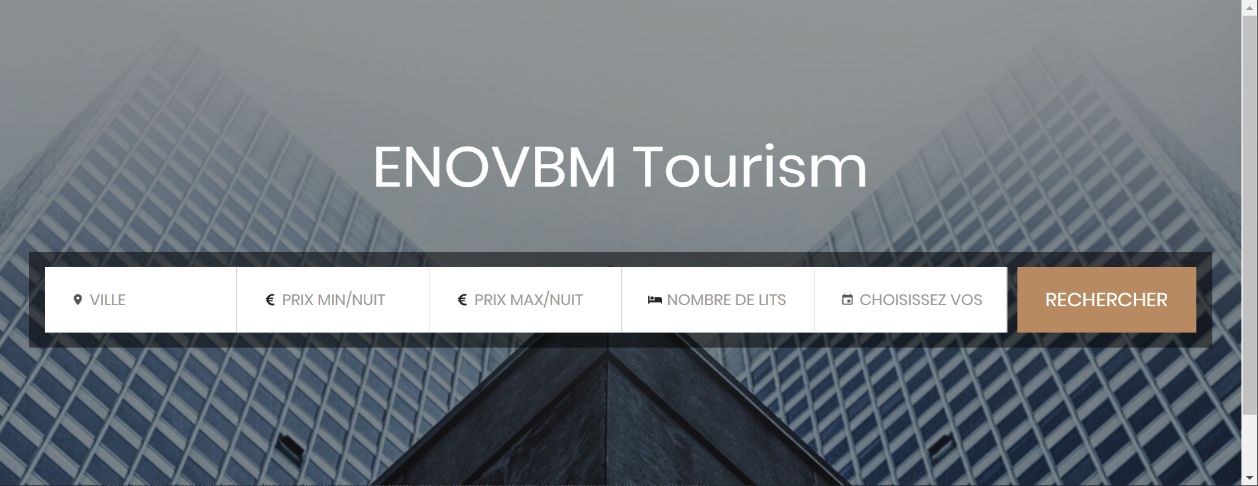 ENOVBM Tourism
VILLE
PRIX MIN/NUIT
PRIX MAX/NUIT
NOMBRE DE LITS
CHOISISSEZ VOS
RECHERCHER